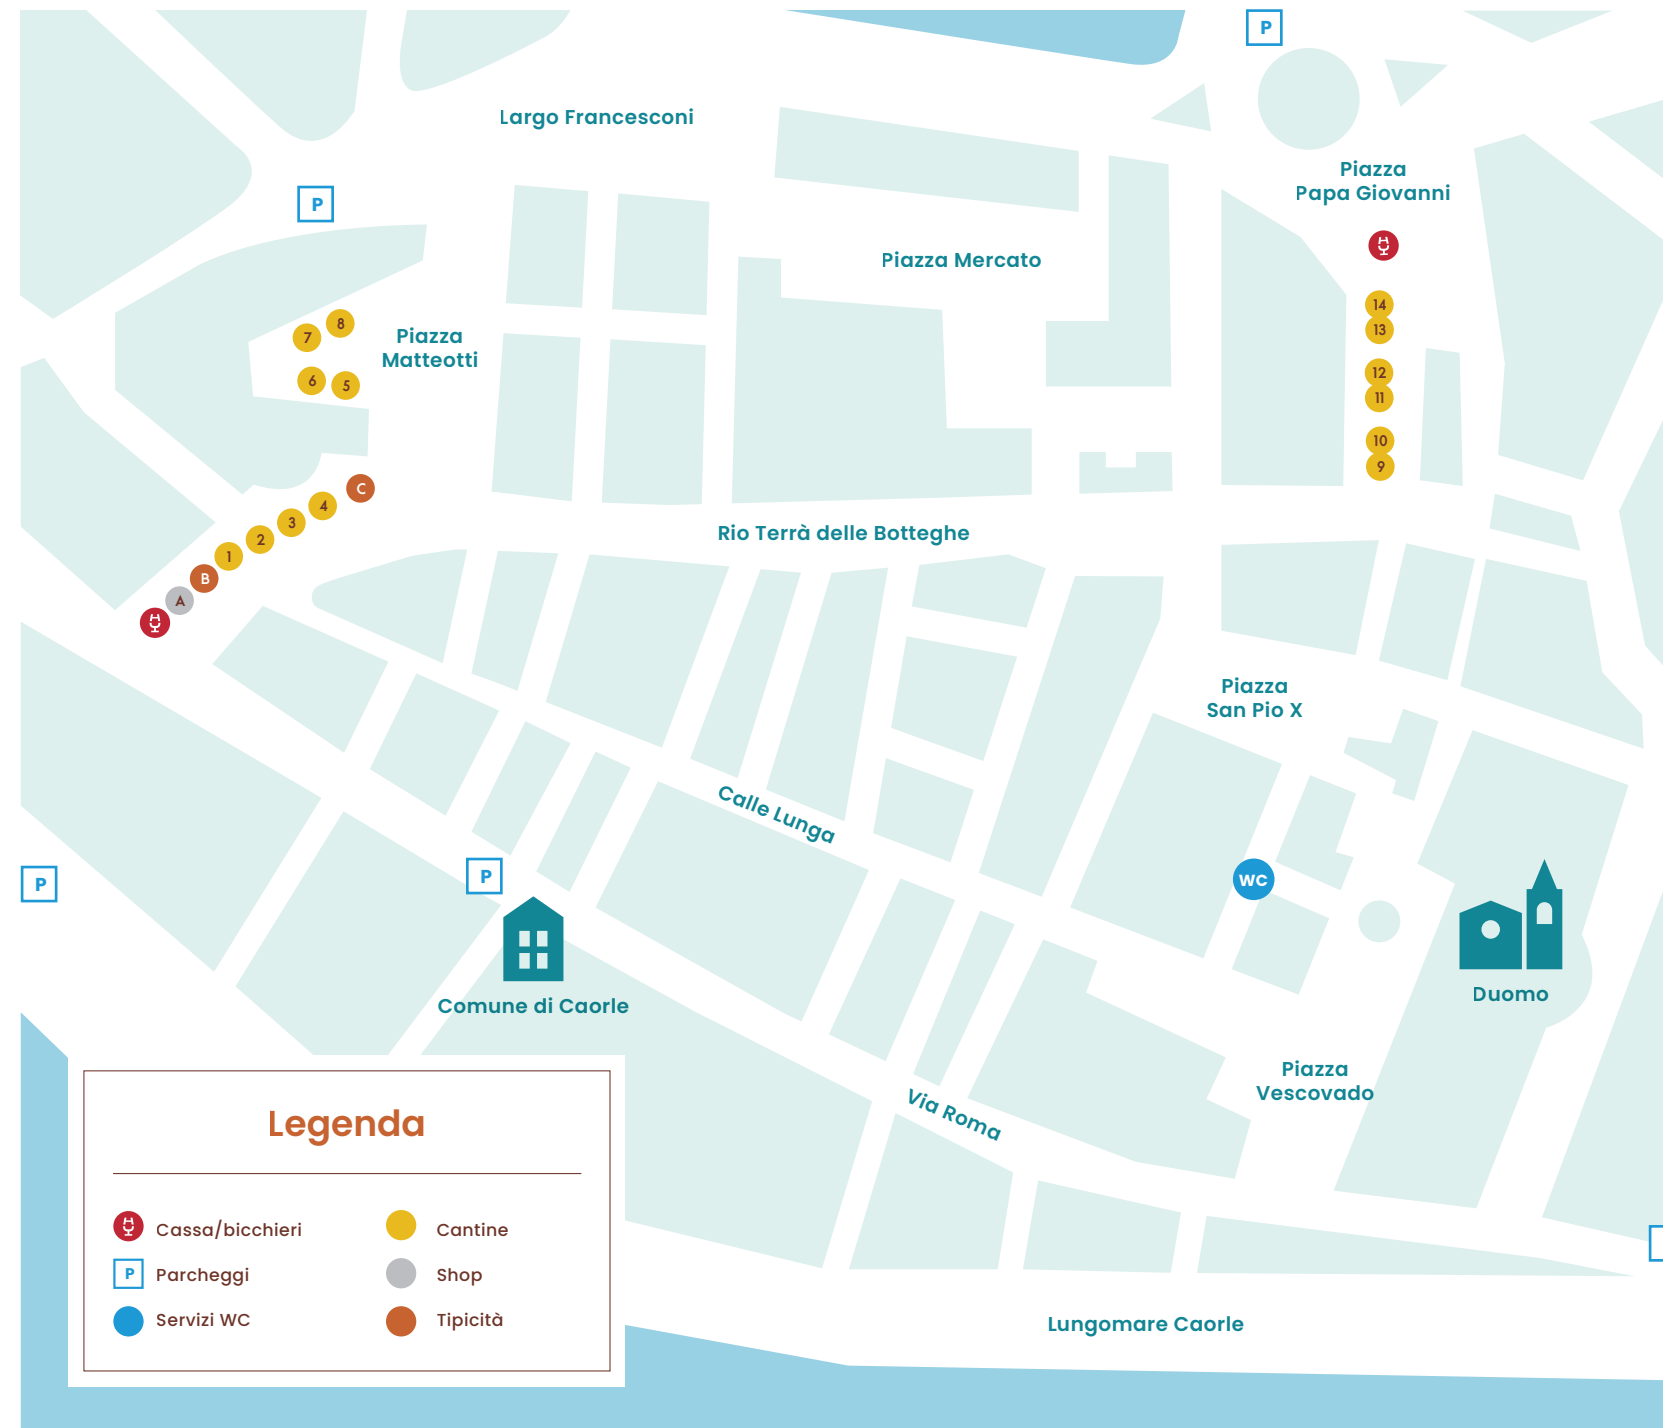 P
Largo Francesconi
Piazza
Papa Giovanni
P
Piazza Mercato
14
13
12
11
10
9
8
7
Piazza
Matteotti
6
5
C
4
3
2
1
B
A
Rio Terrà delle Botteghe
Piazza
San Pio X
Calle Lunga
P
P
WC
Comune di Caorle
Duomo
Piazza
Vescovado
Via Roma
Legenda
Cassa/bicchieri
Cantine
P
Parcheggi
Shop
Servizi WC
Tipicità
Lungomare Caorle